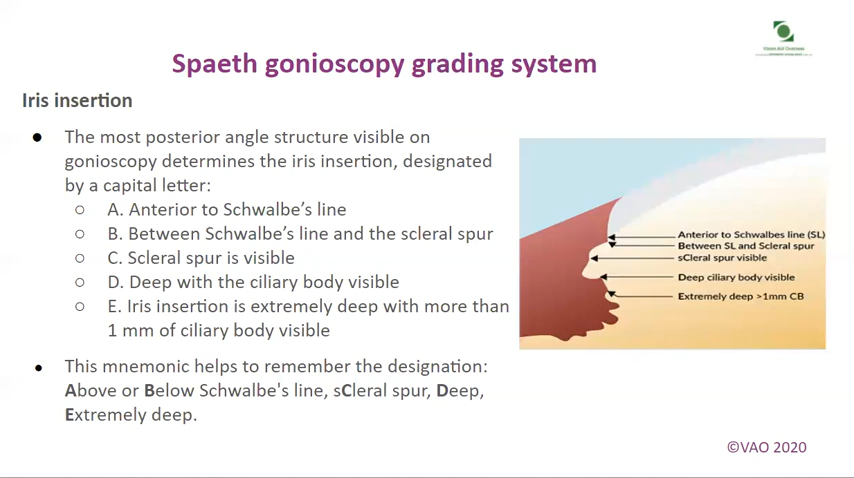 Vision Aid Overseas
Spaeth gonioscopy grading system
Iris insertion
● The most posterior angle structure visible on
gonioscopy determines the iris insertion, designated
by a capital letter:
○ A. Anterior to Schwalbe’s line
○ B. Between Schwalbe’s line and the scleral spur
○ C. Scleral spur is visible
○ D. Deep with the ciliary body visible
○ E. Iris insertion is extremely deep with more than
1 mm of ciliary body visible
● This mnemonic helps to remember the designation:
Above or Below Schwalbe's line, sCleral spur, Deep,
Extremely deep.
Anterior to Schwalbes line (SL)
Between SL and Scleral spur
sCleral spur visible
Deep ciliary body visible
Extremely deep >1mm CB
©VAO 2020